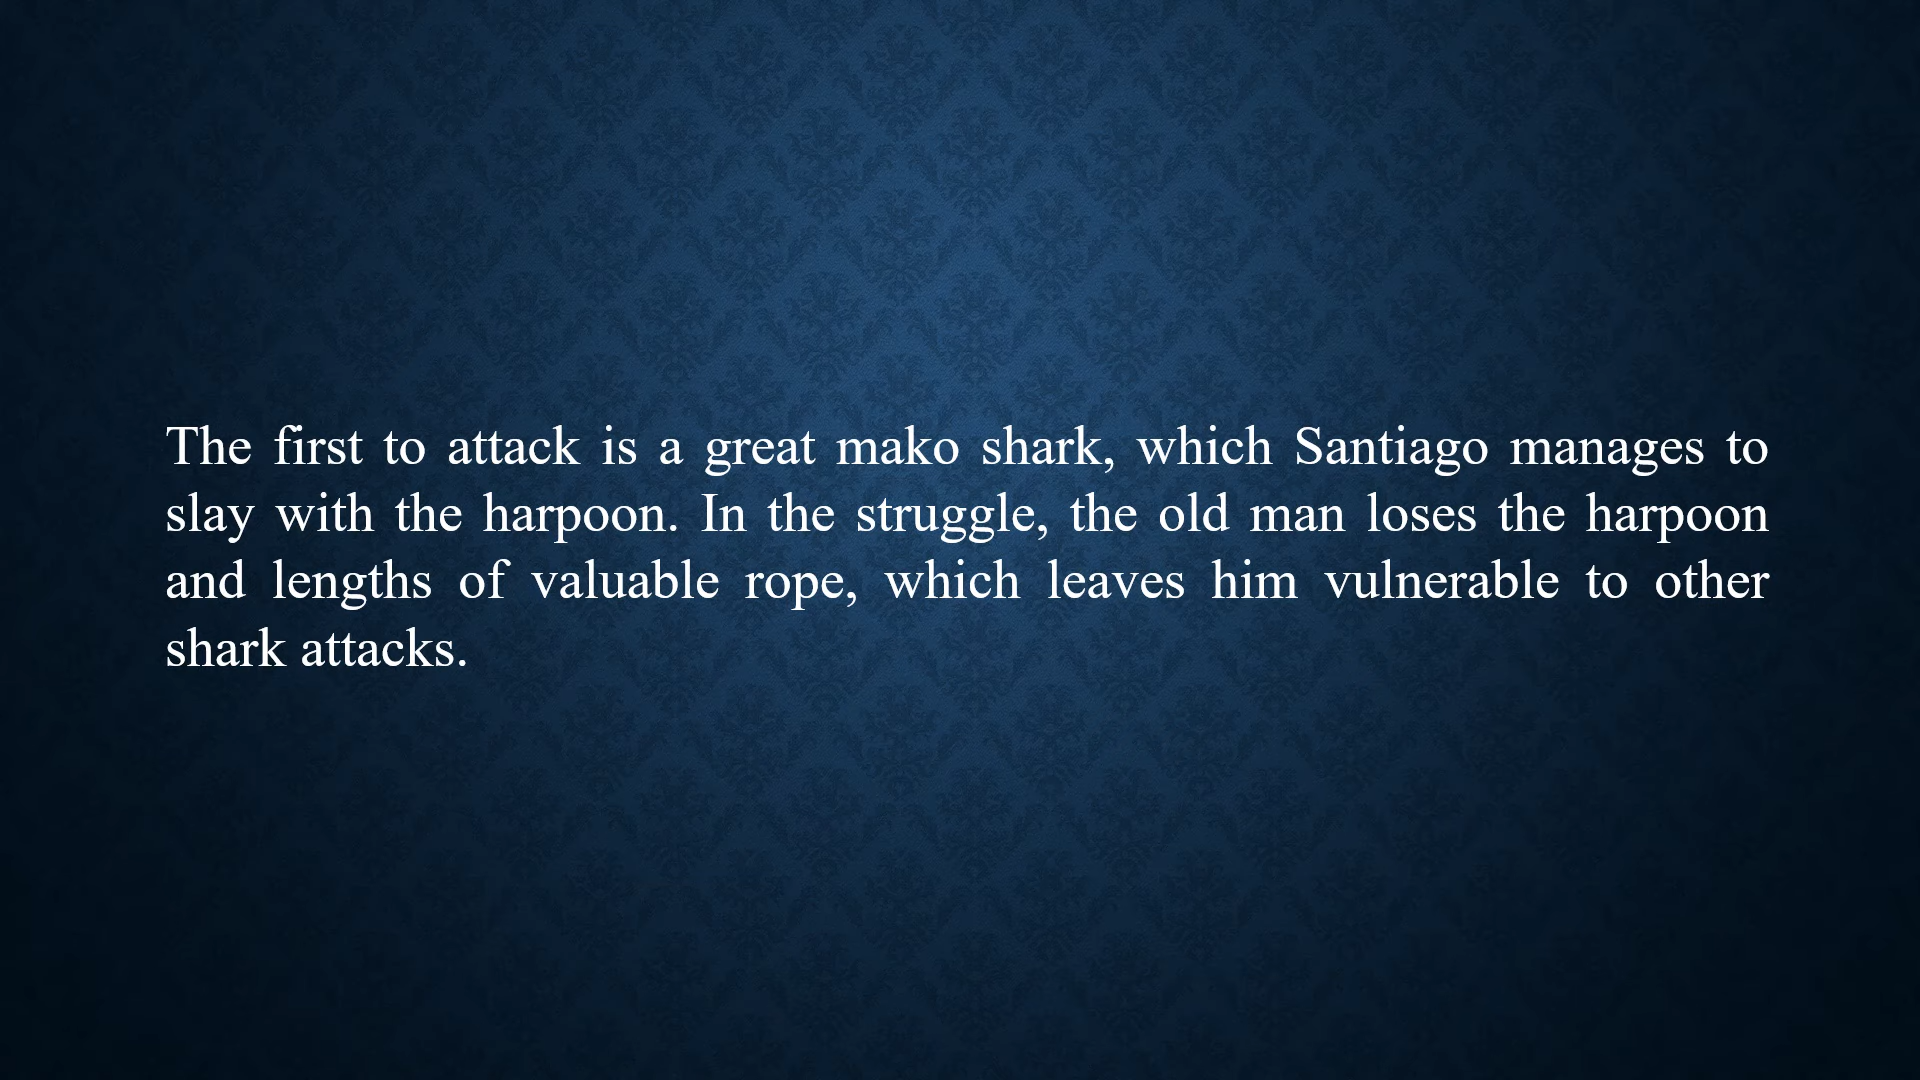 The first to attack is a great mako shark, which Santiago manages to
slay with the harpoon. In the struggle, the old man loses the harpoon
and lengths of valuable rope, which leaves him vulnerable to other
shark attacks.